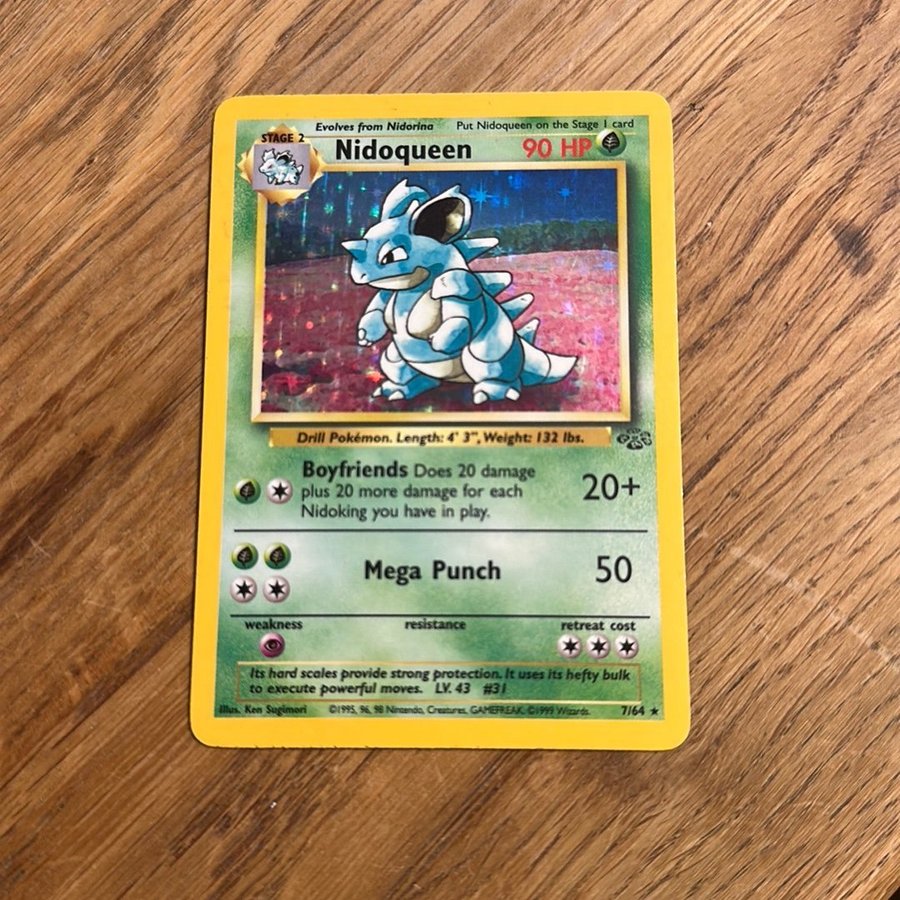 Evolves from Nidorina Put Nidoqueen on the Stage 1 card
STAGE 2
Nidoqueen 90 HP
Drill Pokémon. Length: 4' 3", Weight: 132 lbs.
Boyfriends Does 20 damage
plus 20 more damage for each
Nidoking you have in play.
20+
Mega Punch 50
weakness resistance retreat cost
Its hard scales provide strong protection. It uses its hefty bulk
to execute powerful moves. LV. 43 #31
Illus. Ken Sugimori ©1995, 96, 98 Nintendo, Creatures, GAMEFREAK. ©1999 Wizards. 7/64 ★